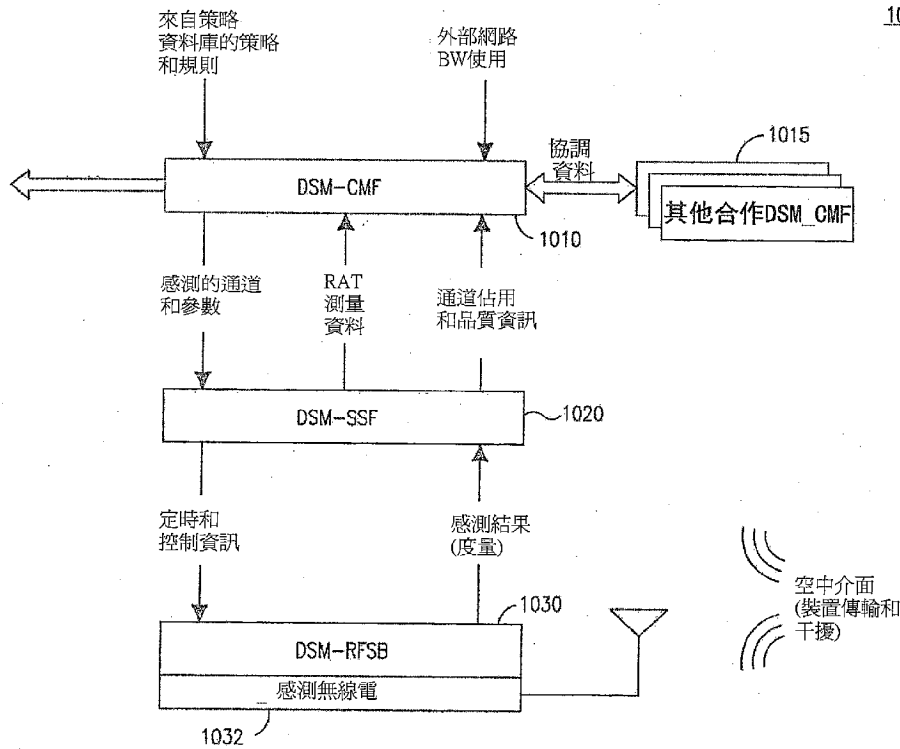 來自策略
資料庫的策略
和規則
外部網路
BW使用
10
1015
協調
資料
DSM-CMF
其他合作DSM_CMF
1010
感測的通道
和參數
RAT
測量
資料
通道佔用
和品質資訊
DSM-SSF
1020
定時和
控制資訊
感測結果
(度量)
空中介面
(裝置傳輸和
干擾)
1030
DSM-RFSB
感測無線電
1032